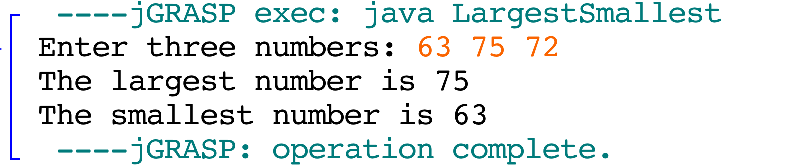 ----jGRASP exec: java LargestSmallest
Enter three numbers: 63 75 72
The largest number is 75
The smallest number is 63
----jGRASP: operation complete.